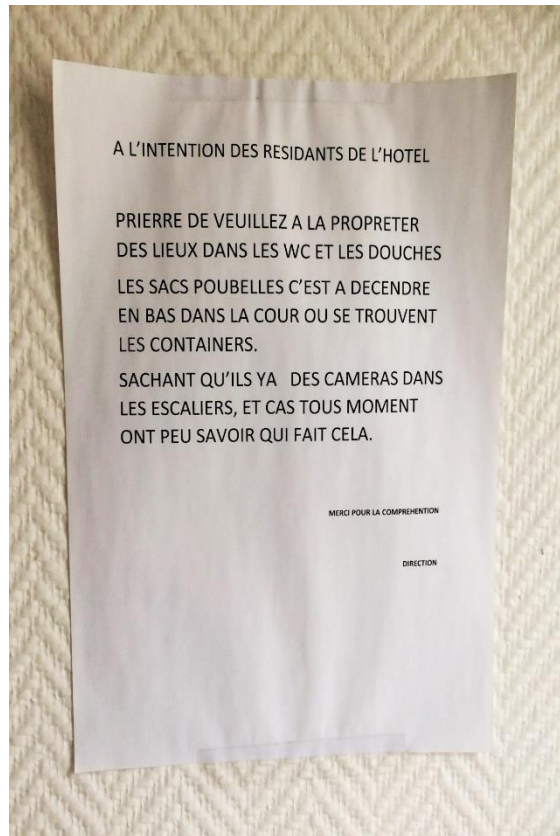 A L'INTENTION DES RESIDANTS DE L'HOTEL
PRIERRE DE VEUILLEZ A LA PROPRETER
DES LIEUX DANS LES WC ET LES DOUCHES
LES SACS POUBELLES C'EST A DECENDRE
EN BAS DANS LA COUR OU SE TROUVENT
LES CONTAINERS.
SACHANT QU'ILS YA DES CAMERAS DANS
LES ESCALIERS, ET CAS TOUS MOMENT
ONT PEU SAVOIR QUI FAIT CELA.
MERCI POUR LA COMPREHENTION
DIRECTION